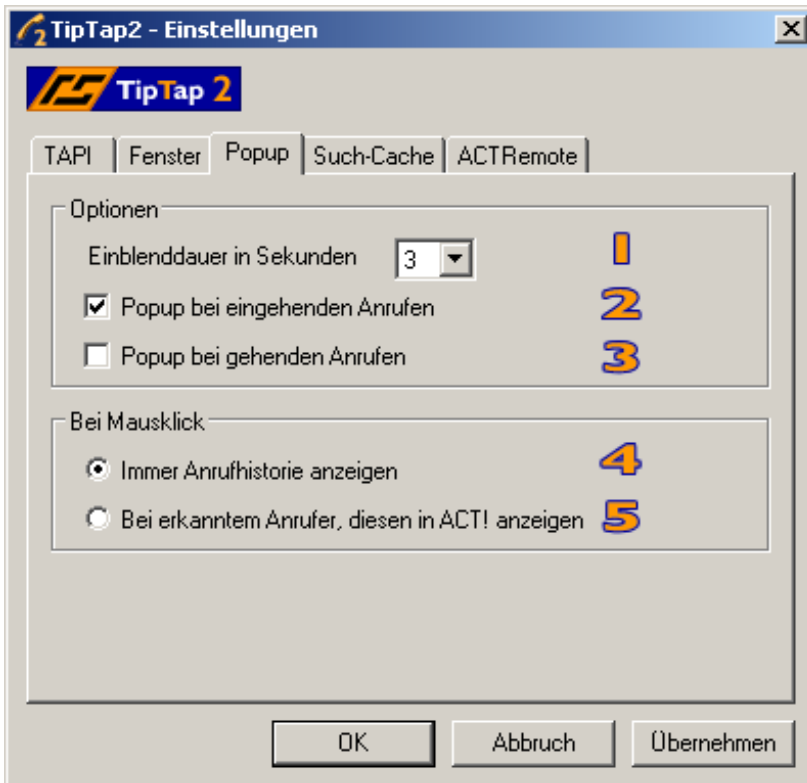 2 TipTap2 - Einstellungen
TipTap 2
TAPI Fenster Popup Such-Cache ACTRemote
Optionen
Einblenddauer in Sekunden 3 1
Popup bei eingehenden Anrufen 2
Popup bei gehenden Anrufen 3
Bei Mausklick
Immer Anrufhistorie anzeigen 4
Bei erkanntem Anrufer, diesen in ACT! anzeigen 5
OK Abbruch Übernehmen